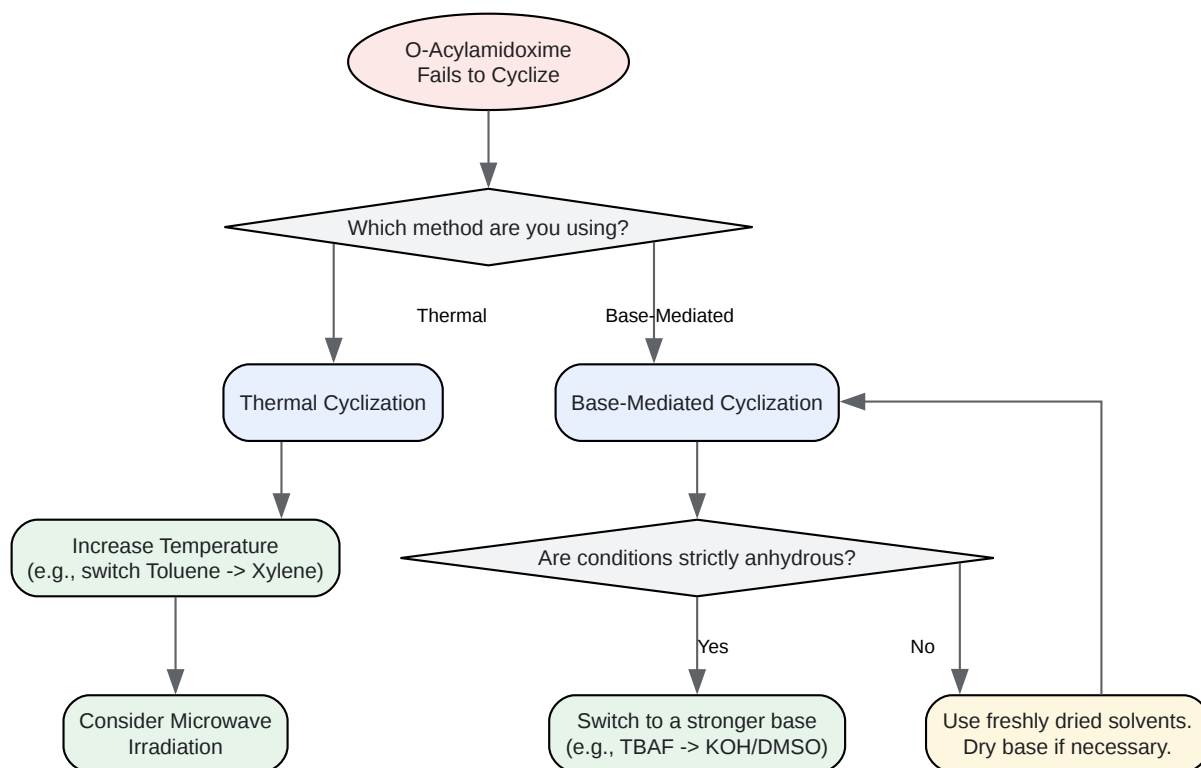 O-Acylamidoxime
Fails to Cyclize
Which method are you using?
Thermal
Base-Mediated
Thermal Cyclization
Base-Mediated Cyclization
Increase Temperature
(e.g., switch Toluene -> Xylene)
Are conditions strictly anhydrous?
Yes
No
Consider Microwave
Irradiation
Switch to a stronger base
(e.g., TBAF -> KOH/DMSO)
Use freshly dried solvents.
Dry base if necessary.